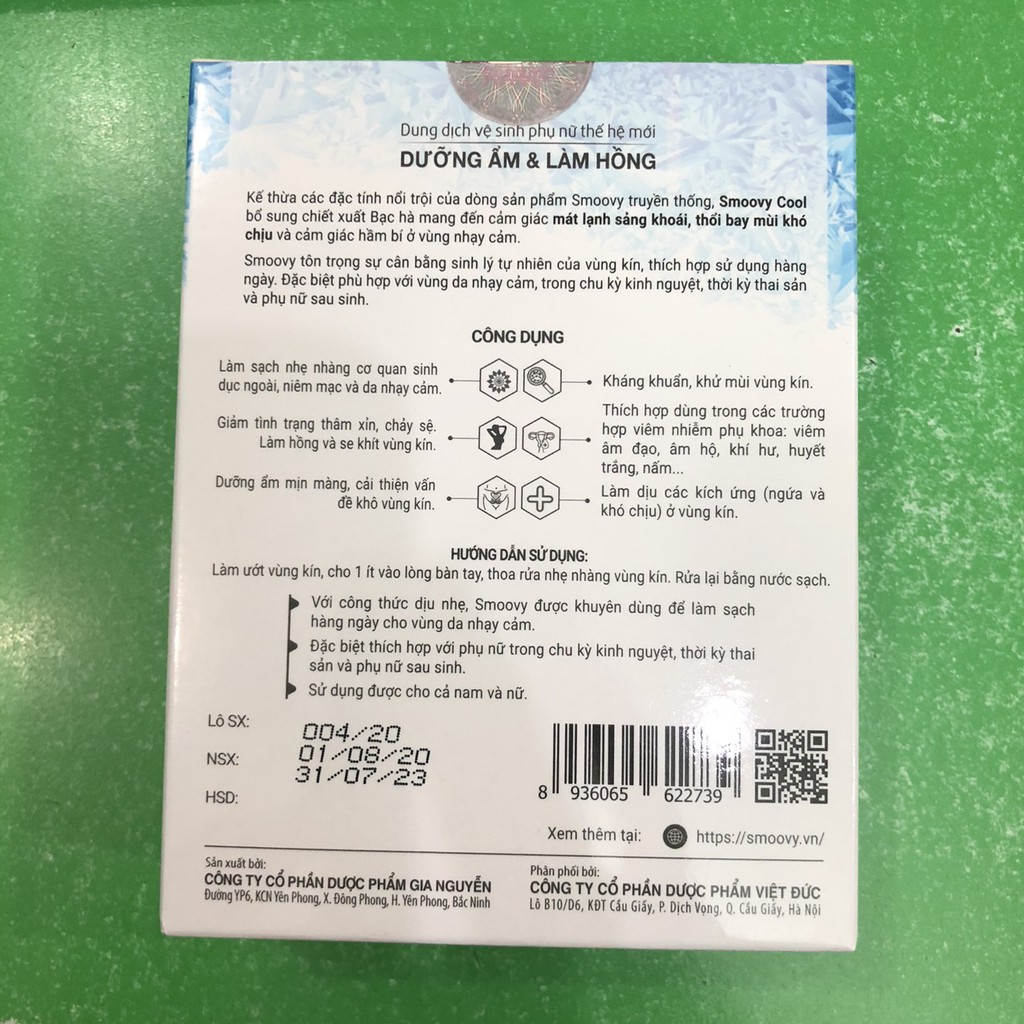 Dung dịch vệ sinh phụ nữ thế hệ mới
DƯỠNG ẨM & LÀM HỒNG
Kế thừa các đặc tính nổi trội của dòng sản phẩm Smoovy truyền thống, Smoovy Cool
bổ sung chiết xuất Bạc hà mang đến cảm giác mát lạnh sảng khoái, thổi bay mùi khó
chịu và cảm giác hầm bí ở vùng nhạy cảm.
Smoovy tôn trọng sự cân bằng sinh lý tự nhiên của vùng kín, thích hợp sử dụng hàng
ngày. Đặc biệt phù hợp với vùng da nhạy cảm, trong chu kỳ kinh nguyệt, thời kỳ thai sản
và phụ nữ sau sinh.
CÔNG DỤNG
Làm sạch nhẹ nhàng cơ quan sinh
dục ngoài, niêm mạc và da nhạy cảm.
Kháng khuẩn, khử mùi vùng kín.
Giảm tình trạng thâm xỉn, chảy sệ.
Làm hồng và se khít vùng kín.
Thích hợp dùng trong các trường
hợp viêm nhiễm phụ khoa: viêm
âm đạo, âm hộ, khí hư, huyết
trắng, nấm...
Dưỡng ẩm mịn màng, cải thiện vấn
đề khô vùng kín.
Làm dịu các kích ứng (ngứa và
khó chịu) ở vùng kín.
HƯỚNG DẪN SỬ DỤNG:
Làm ướt vùng kín, cho 1 ít vào lòng bàn tay, thoa rửa nhẹ nhàng vùng kín. Rửa lại bằng nước sạch.
Với công thức dịu nhẹ, Smoovy được khuyên dùng để làm sạch
hàng ngày cho vùng da nhạy cảm.
Đặc biệt thích hợp với phụ nữ trong chu kỳ kinh nguyệt, thời kỳ thai
sản và phụ nữ sau sinh.
Sử dụng được cho cả nam và nữ.
Lô SX: 004/20
NSX: 01/08/20
HSD: 31/07/23
8 936065 622739
Xem thêm tại: https://smoovy.vn/
Sản xuất bởi:
CÔNG TY CỔ PHẦN DƯỢC PHẨM GIA NGUYỄN
Đường YP6, KCN Yên Phong, X. Đông Phong, H. Yên Phong, Bắc Ninh
Phân phối bởi:
CÔNG TY CỔ PHẦN DƯỢC PHẨM VIỆT ĐỨC
Lô B10/D6, KĐT Cầu Giấy, P. Dịch Vọng, Q. Cầu Giấy, Hà Nội